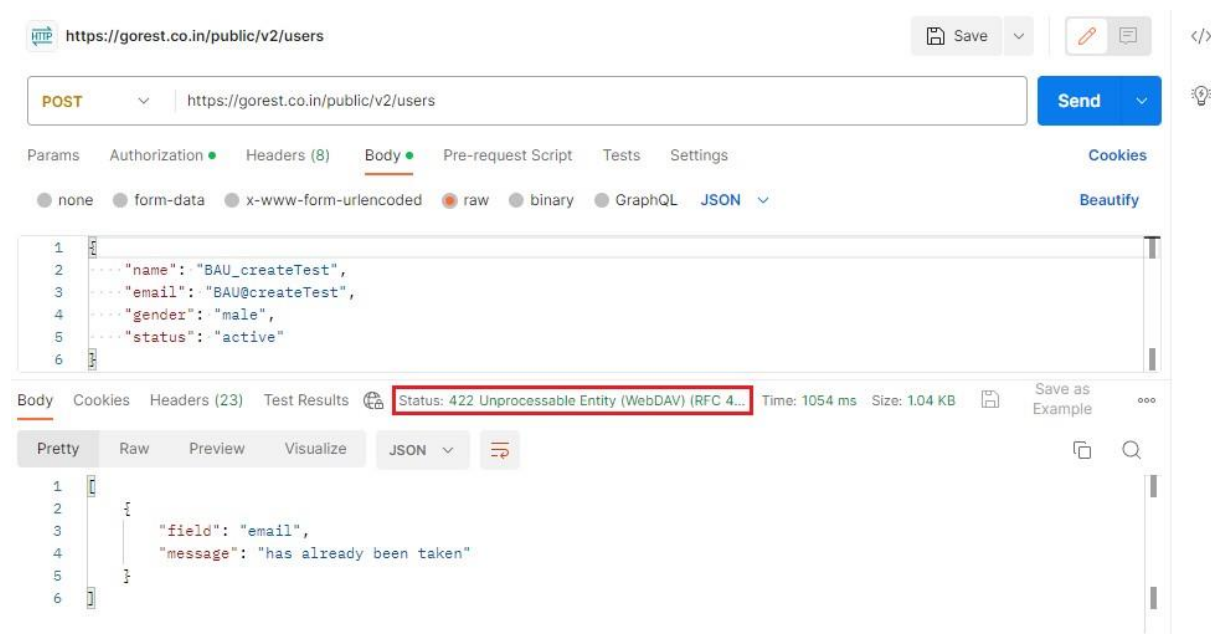 HTTP https://gorest.co.in/public/v2/users Save </>
POST https://gorest.co.in/public/v2/users Send
Params Authorization Headers (8) Body Pre-request Script Tests Settings Cookies
none form-data x-www-form-urlencoded raw binary GraphQL JSON Beautify
1 {
2 "name": "BAU_createTest",
3 "email": "BAU@createTest",
4 "gender": "male",
5 "status": "active"
6 }
Body Cookies Headers (23) Test Results Status: 422 Unprocessable Entity (WebDAV) (RFC 4... Time: 1054 ms Size: 1.04 KB Save as Example
Pretty Raw Preview Visualize JSON
1 [
2 {
3 "field": "email",
4 "message": "has already been taken"
5 }
6 ]